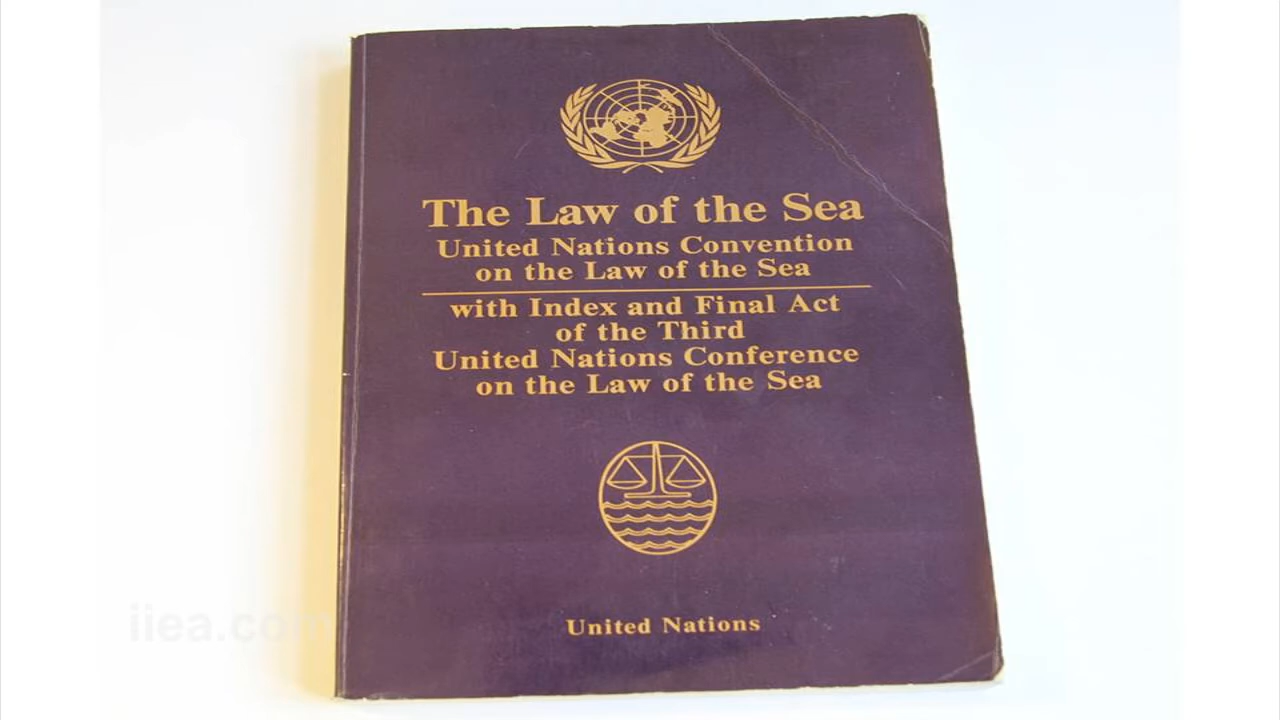 The Law of the Sea
United Nations Convention
on the Law of the Sea
with Index and Final Act
of the Third
United Nations Conference
on the Law of the Sea
United Nations
iiea.com